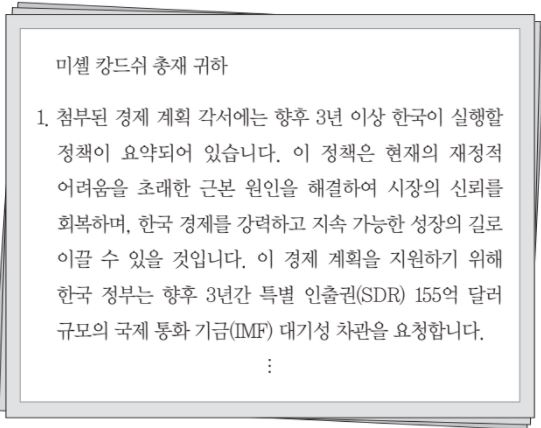 미셸 캉드쉬 총재 귀하
1. 첨부된 경제 계획 각서에는 향후 3년 이상 한국이 실행할
정책이 요약되어 있습니다. 이 정책은 현재의 재정적
어려움을 초래한 근본 원인을 해결하여 시장의 신뢰를
회복하며, 한국 경제를 강력하고 지속 가능한 성장의 길로
이끌 수 있을 것입니다. 이 경제 계획을 지원하기 위해
한국 정부는 향후 3년간 특별 인출권(SDR) 155억 달러
규모의 국제 통화 기금(IMF) 대기성 차관을 요청합니다.
⋮